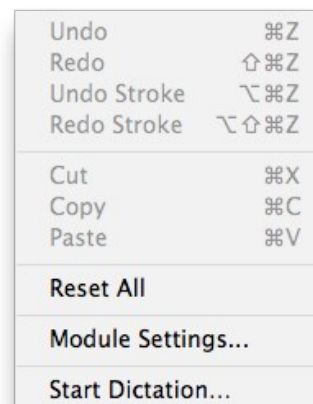 Undo ⌘Z
Redo ⇧⌘Z
Undo Stroke ⌥⌘Z
Redo Stroke ⌥⇧⌘Z
Cut ⌘X
Copy ⌘C
Paste ⌘V
Reset All
Module Settings...
Start Dictation...